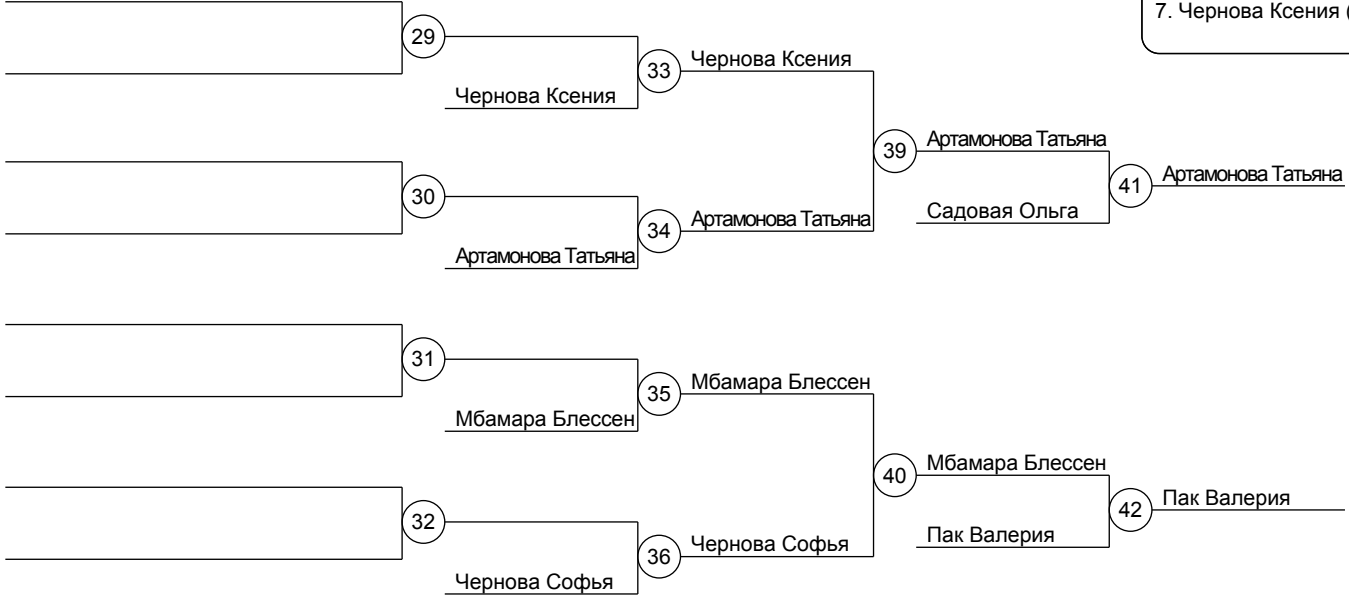 7. Чернова Ксения (
29
33
Чернова Ксения
Чернова Ксения
39
Артамонова Татьяна
41
Артамонова Татьяна
30
34
Артамонова Татьяна
Садовая Ольга
Артамонова Татьяна
31
35
Мбамара Блессен
Мбамара Блессен
40
Мбамара Блессен
42
Пак Валерия
32
36
Чернова Софья
Пак Валерия
Чернова Софья